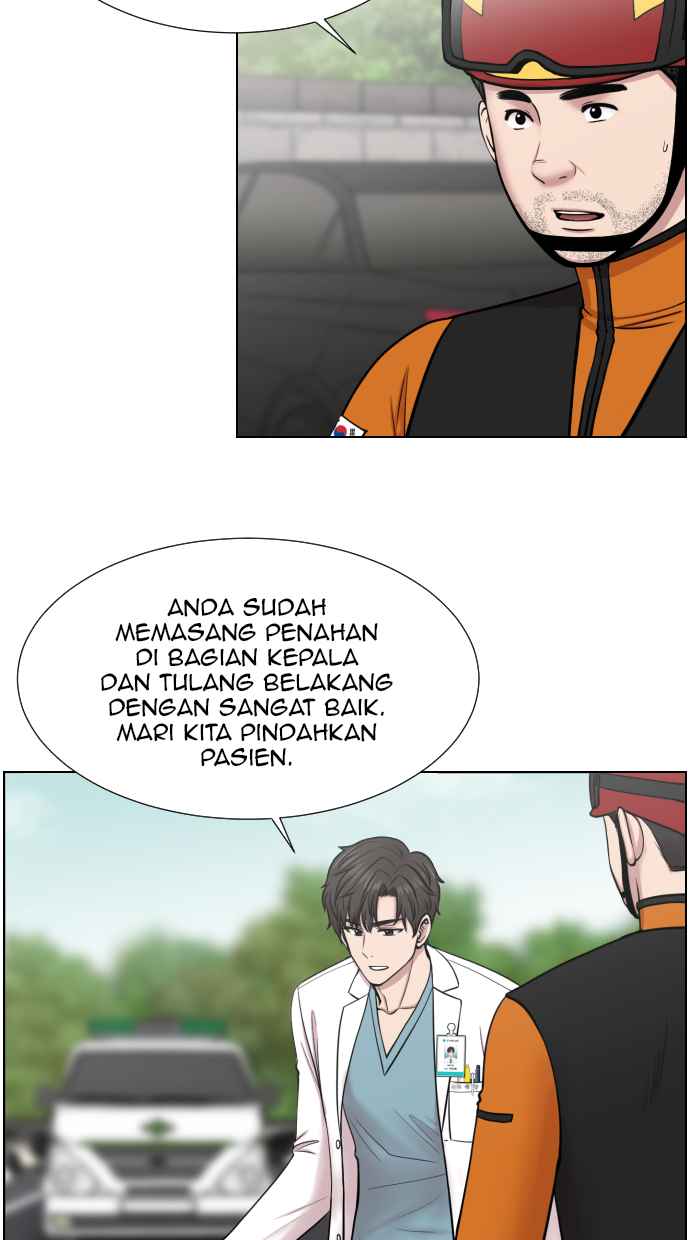 ANDA SUDAH
MEMASANG PENAHAN
DI BAGIAN KEPALA
DAN TULANG BELAKANG
DENGAN SANGAT BAIK.
MARI KITA PINDAHKAN
PASIEN.